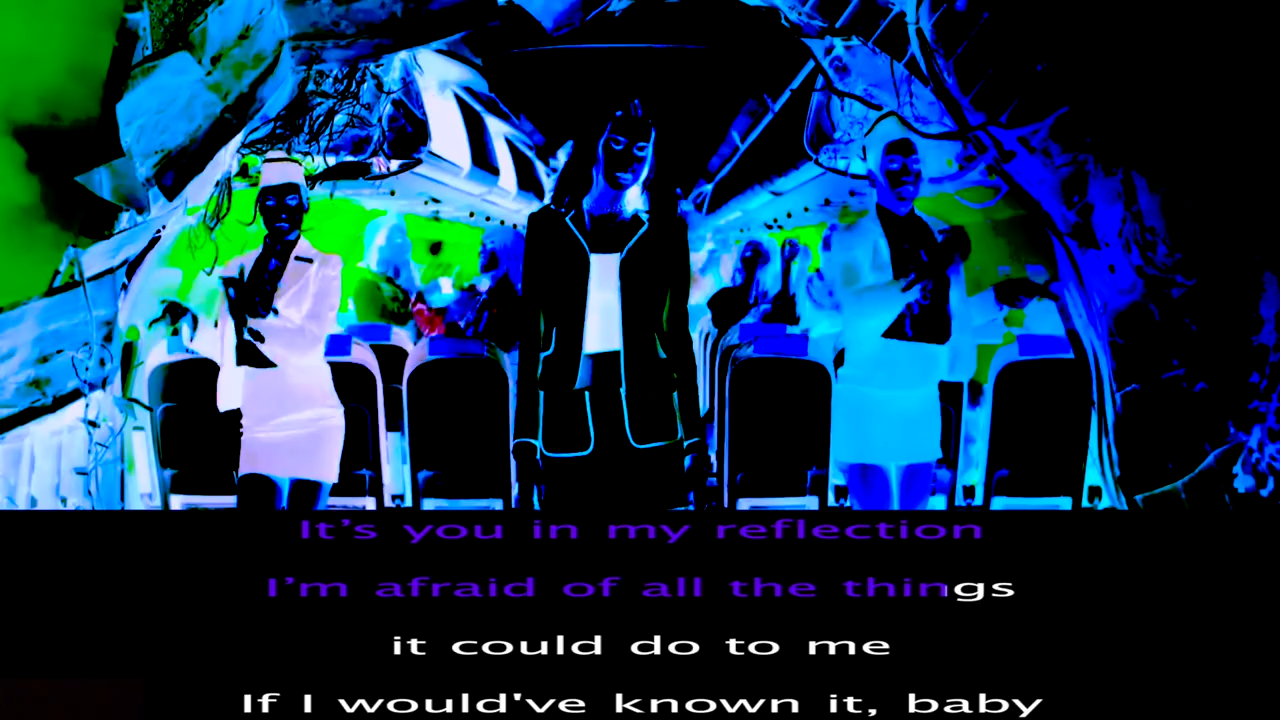 It’s you in my reflection
I’m afraid of all the things
it could do to me
If I would've known it, baby